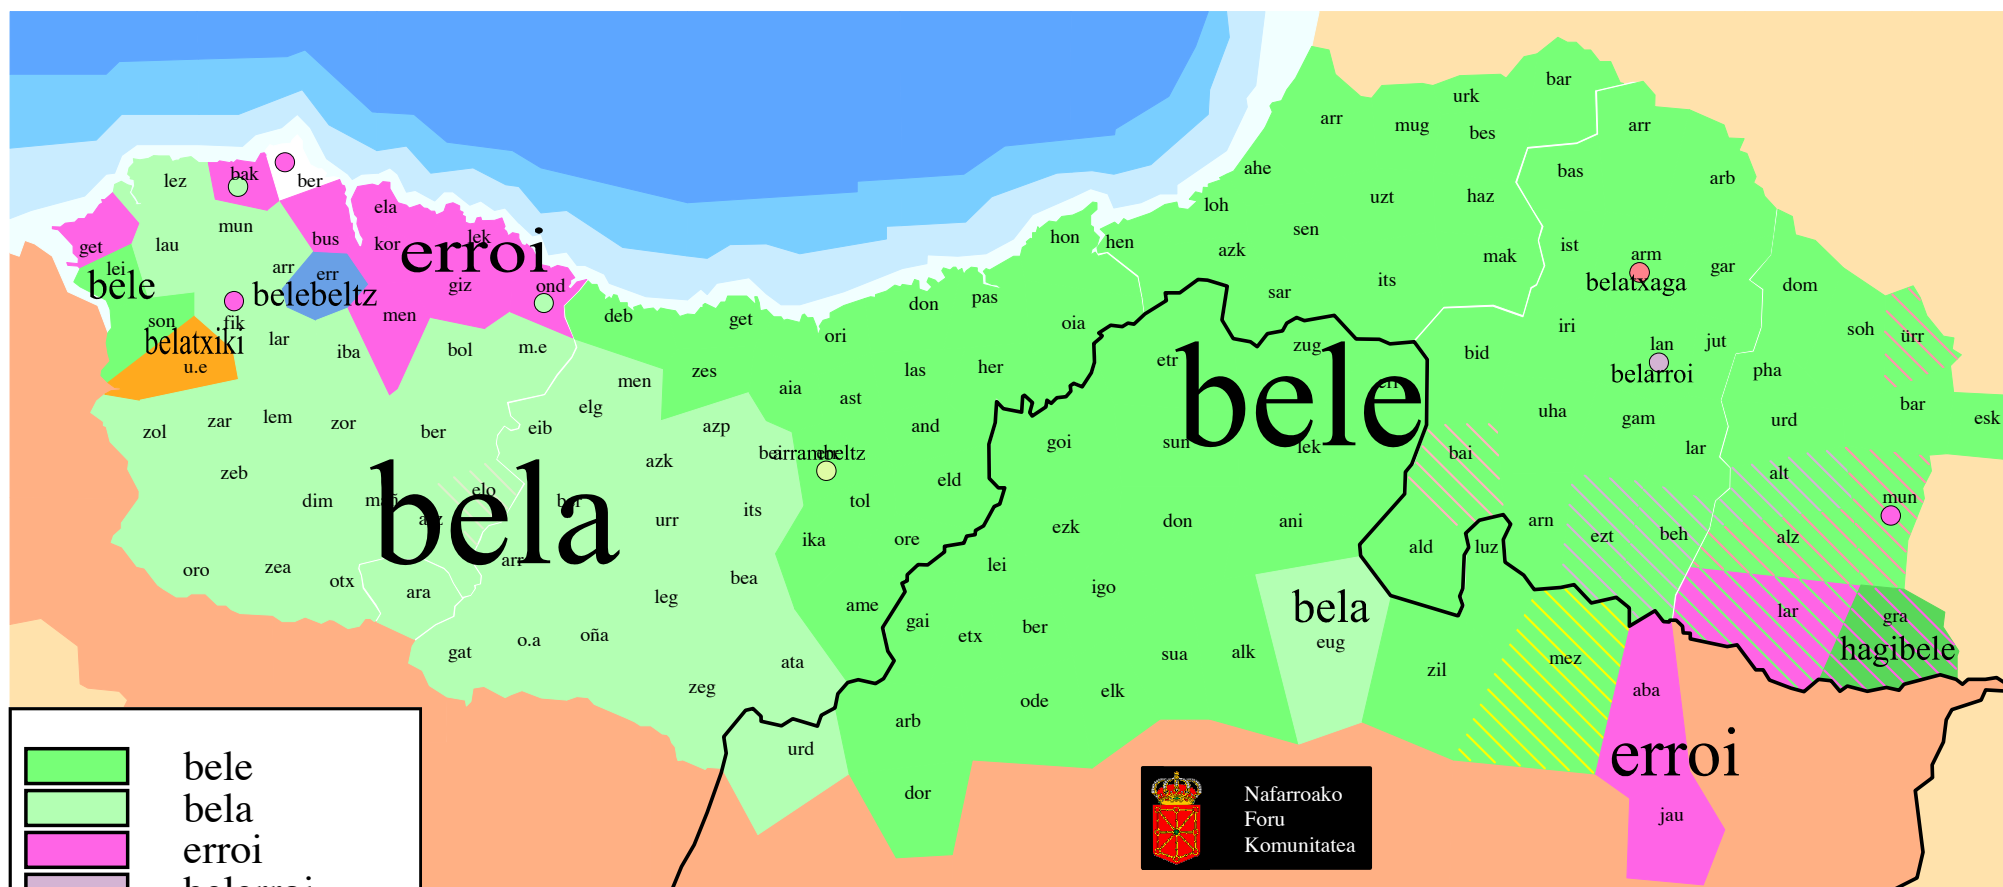 bar
urk
arr
mug
bes
arr
ahe
bas
arb
lez
bak
ber
uzt
haz
ela
loh
mun
bus
kor
lek
erroi
hon
hen
azk
sen
ist
mak
get
lau
lei
arr
err
bele
belebeltz
giz
ond
its
arm
gar
belatxaga
dom
sar
don
pas
men
deb
get
ori
oia
son
fik
belatxiki
lar
iba
bol
m.e
iri
soh
ürr
zug
bid
lan
jut
etr
u.e
zes
men
las
her
pha
belarroi
bele
aia
ast
elg
uha
gam
bar
esk
urd
zol
zar
lem
zor
ber
eib
azp
and
goi
sun
lek
lar
bai
arrambeltz
azk
zeb
eld
alt
dim
elo
bela
its
tol
urr
mun
ezk
don
ani
arn
ezt
beh
alz
ika
ore
ald
luz
arr
oro
zea
otx
ara
bea
lei
igo
leg
ame
gai
etx
ber
bela
eug
lar
gra
hagibele
gat
o.a
oña
ata
sua
alk
zil
mez
zeg
ode
elk
aba
arb
urd
erroi
dor
jau
bele
bela
erroi
Nafarroako
Foru
Komunitatea